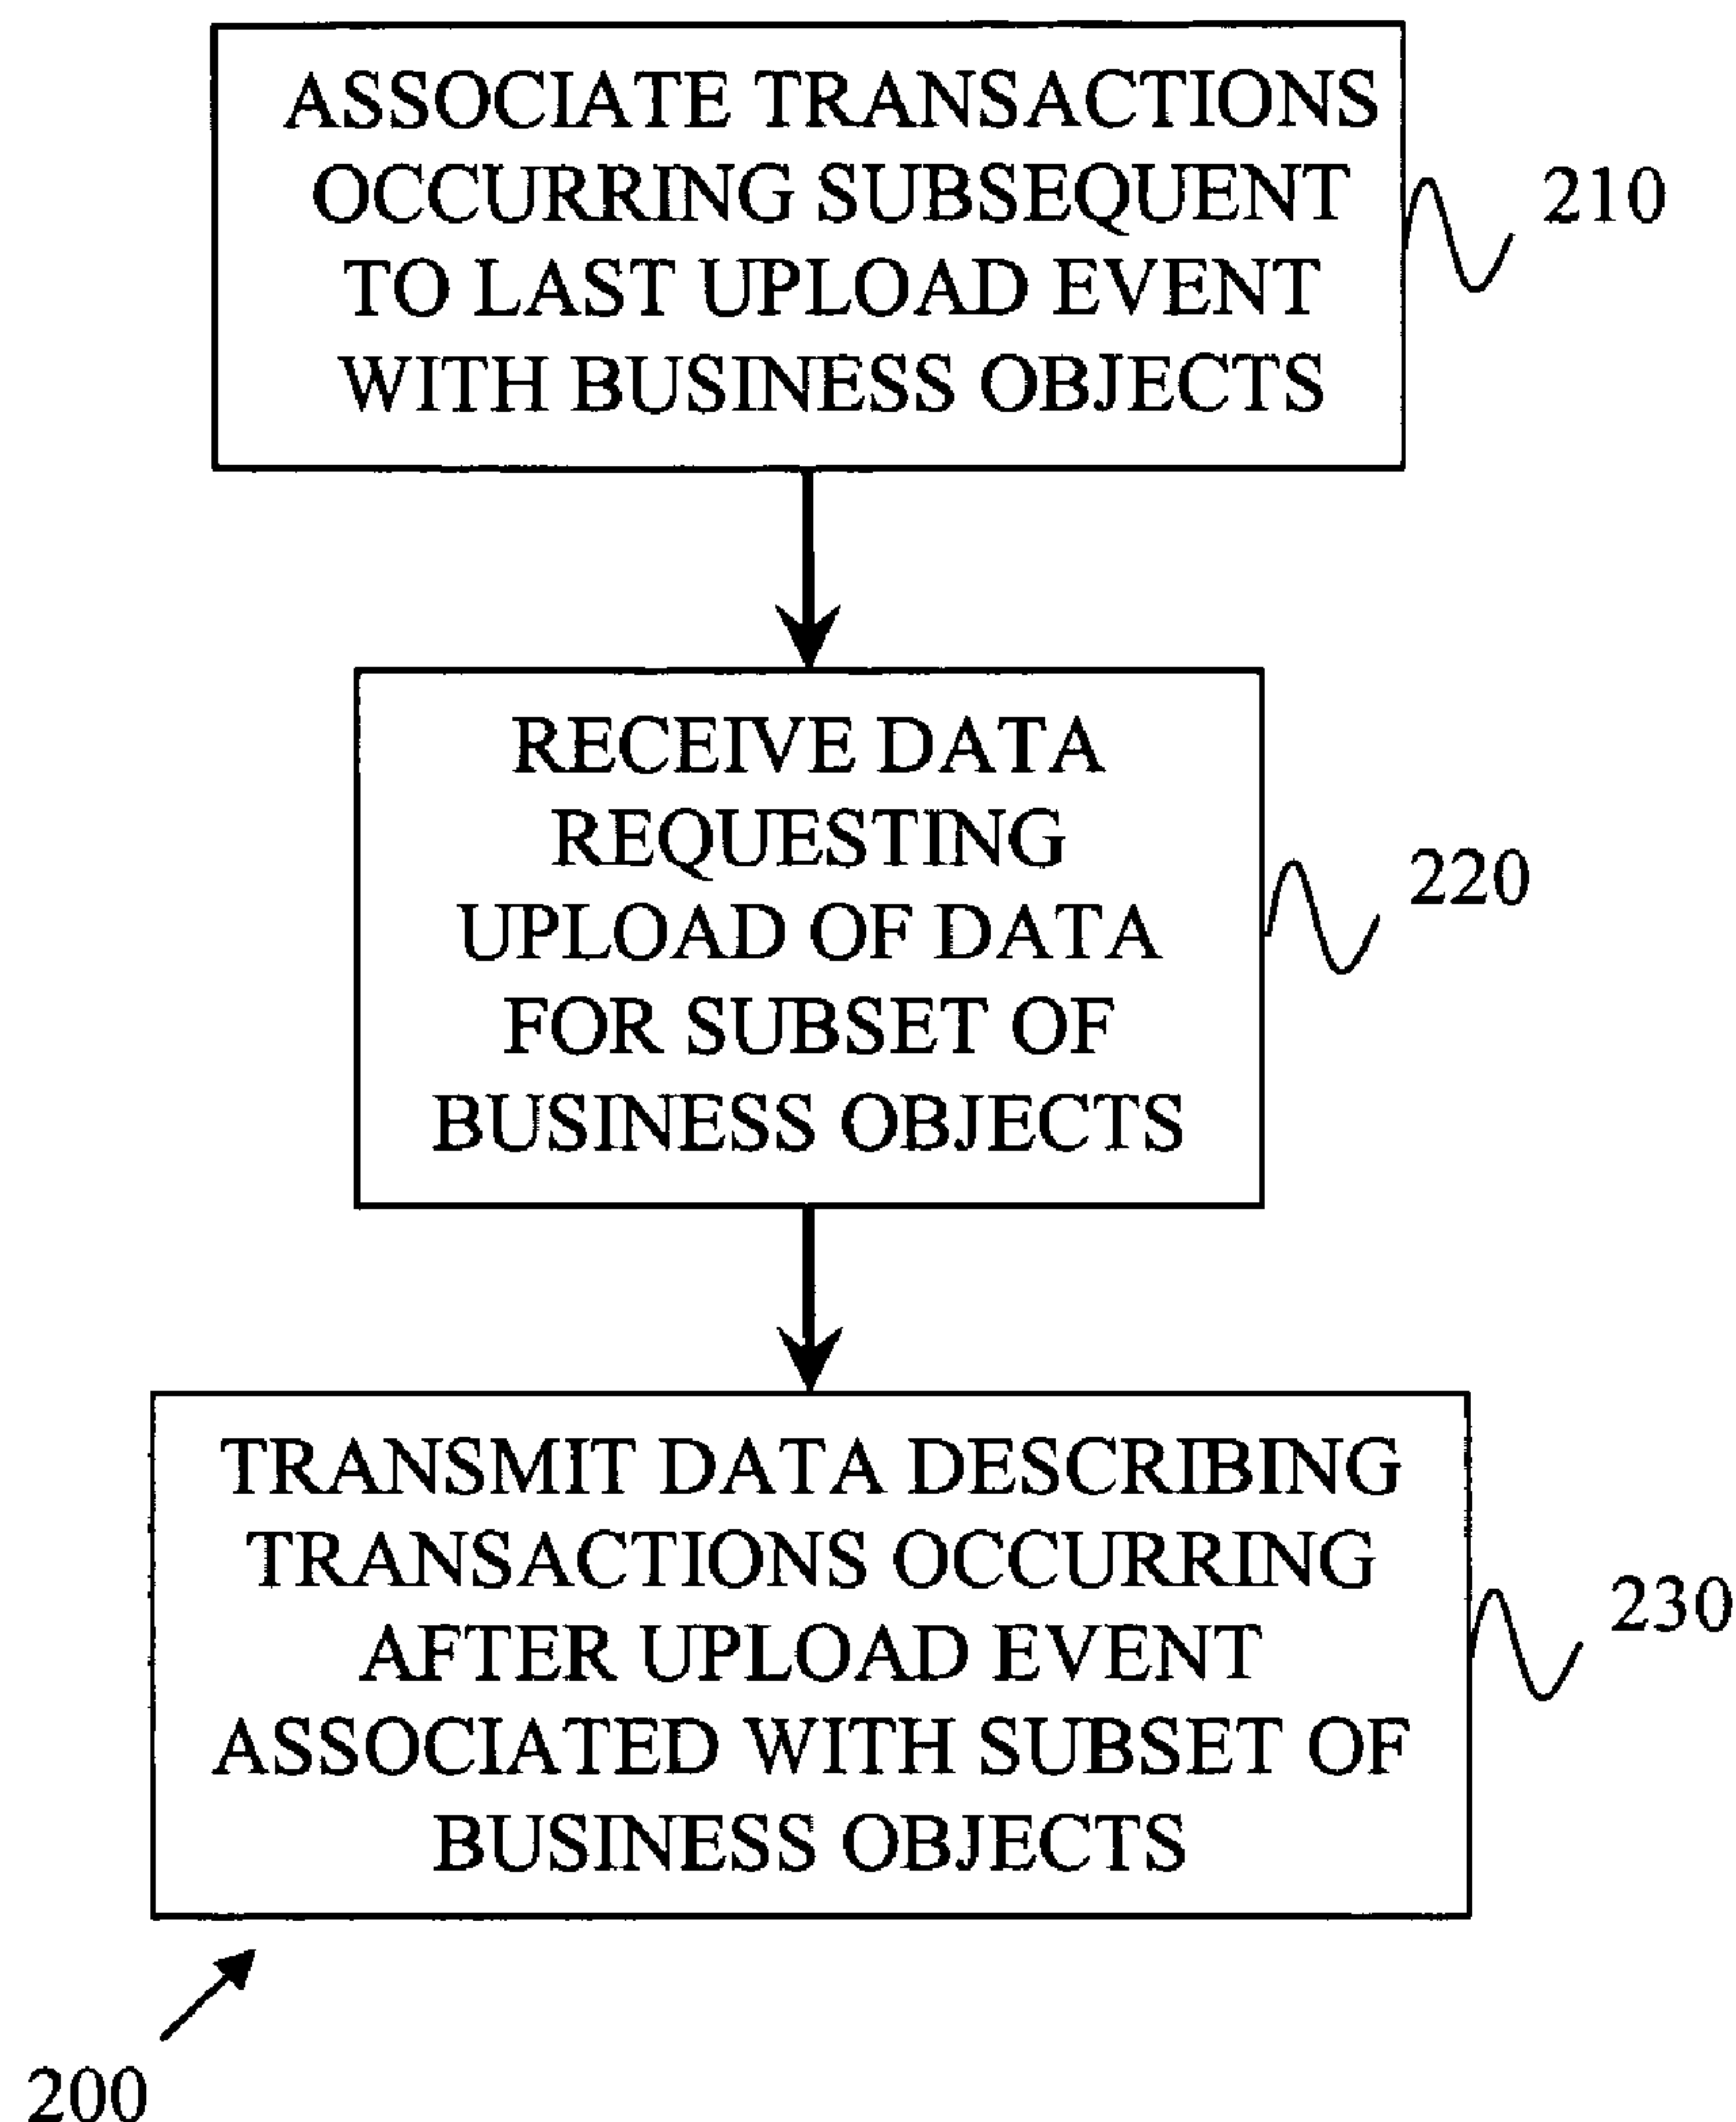 ASSOCIATE TRANSACTIONS
OCCURRING SUBSEQUENT
TO LAST UPLOAD EVENT
WITH BUSINESS OBJECTS
210
RECEIVE DATA
REQUESTING
UPLOAD OF DATA
FOR SUBSET OF
BUSINESS OBJECTS
220
TRANSMIT DATA DESCRIBING
TRANSACTIONS OCCURRING
AFTER UPLOAD EVENT
ASSOCIATED WITH SUBSET OF
BUSINESS OBJECTS
230
200